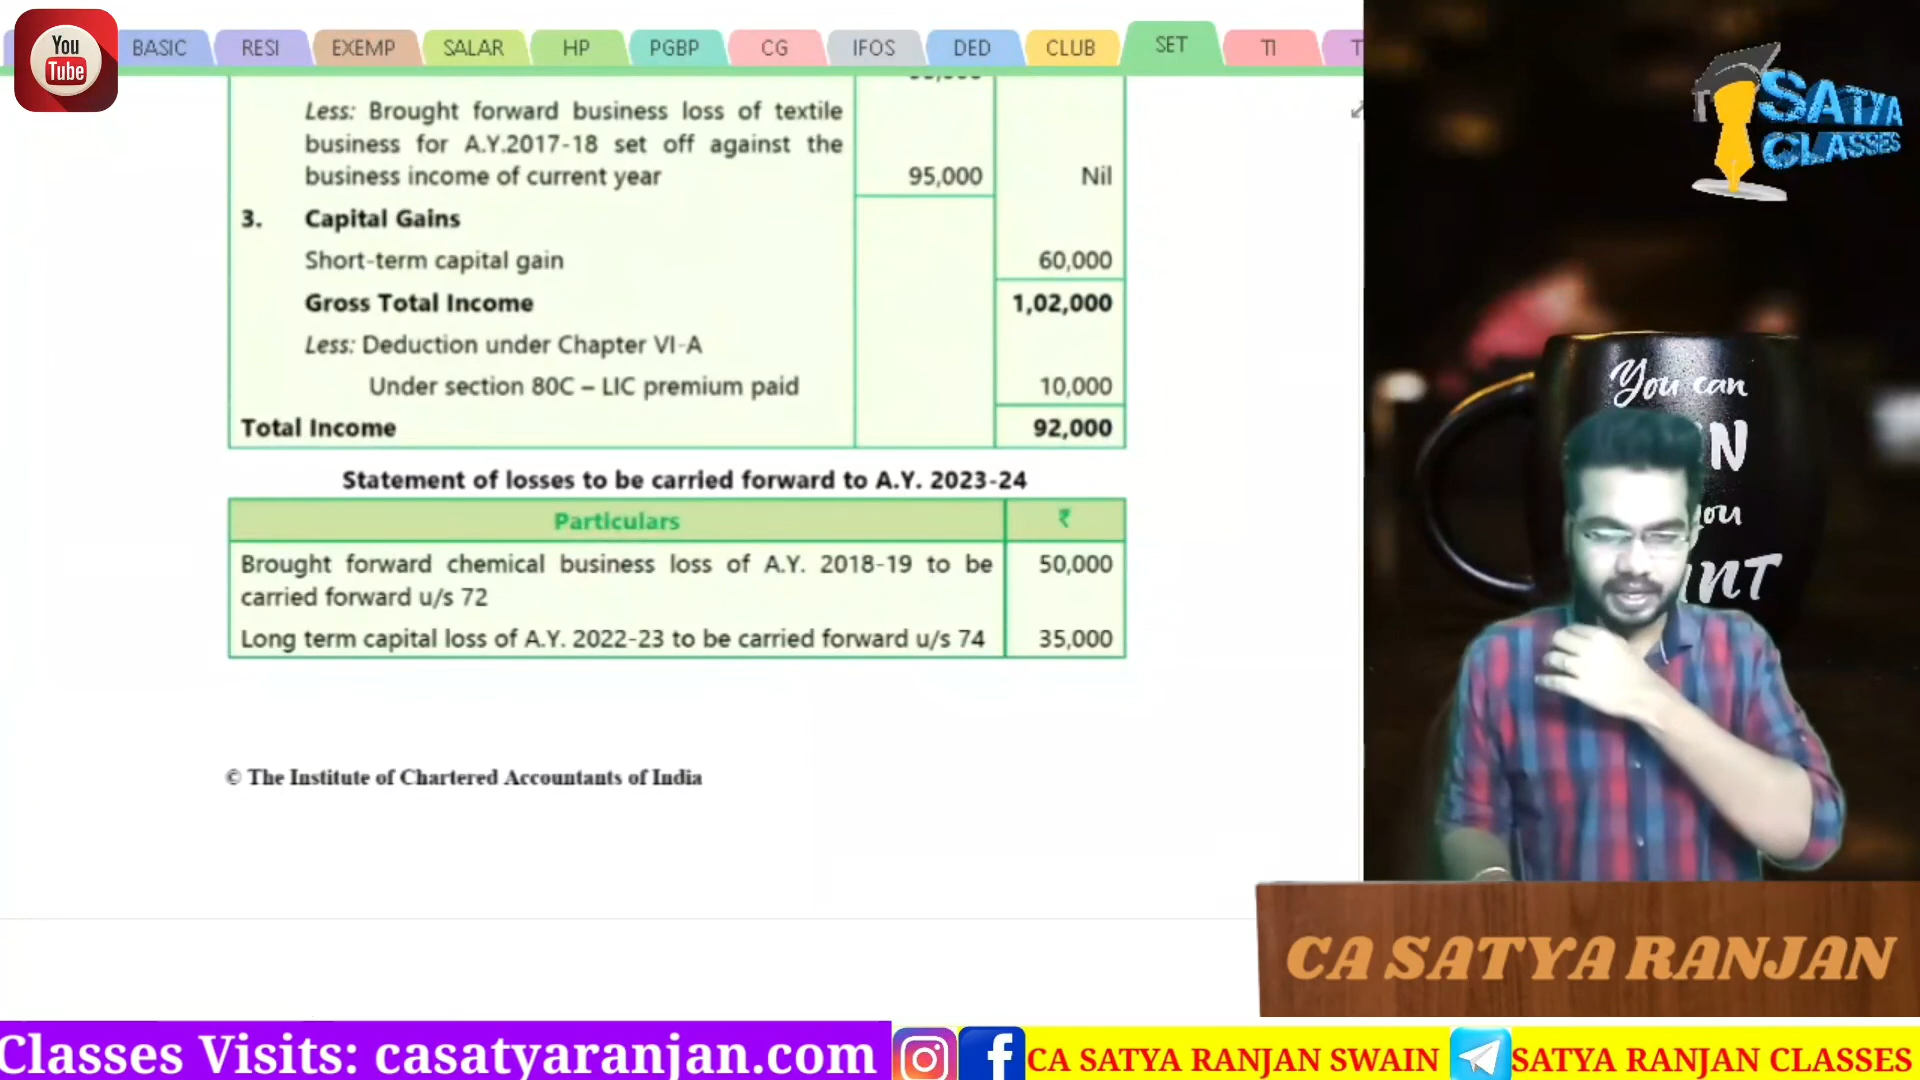 You
Tube
BASIC RESI EXEMP SALAR HP PGBP CG IFOS DED CLUB SET TI
SATYA
CLASSES
Less: Brought forward business loss of textile
business for A.Y.2017-18 set off against the
business income of current year 95,000 Nil
3. Capital Gains
Short-term capital gain 60,000
Gross Total Income 1,02,000
Less: Deduction under Chapter VI-A
Under section 80C – LIC premium paid 10,000
Total Income 92,000
Statement of losses to be carried forward to A.Y. 2023-24
Particulars ₹
Brought forward chemical business loss of A.Y. 2018-19 to be 50,000
carried forward u/s 72
Long term capital loss of A.Y. 2022-23 to be carried forward u/s 74 35,000
© The Institute of Chartered Accountants of India
You can
CA SATYA RANJAN
Classes Visits: casatyaranjan.com
CA SATYA RANJAN SWAIN
SATYA RANJAN CLASSES